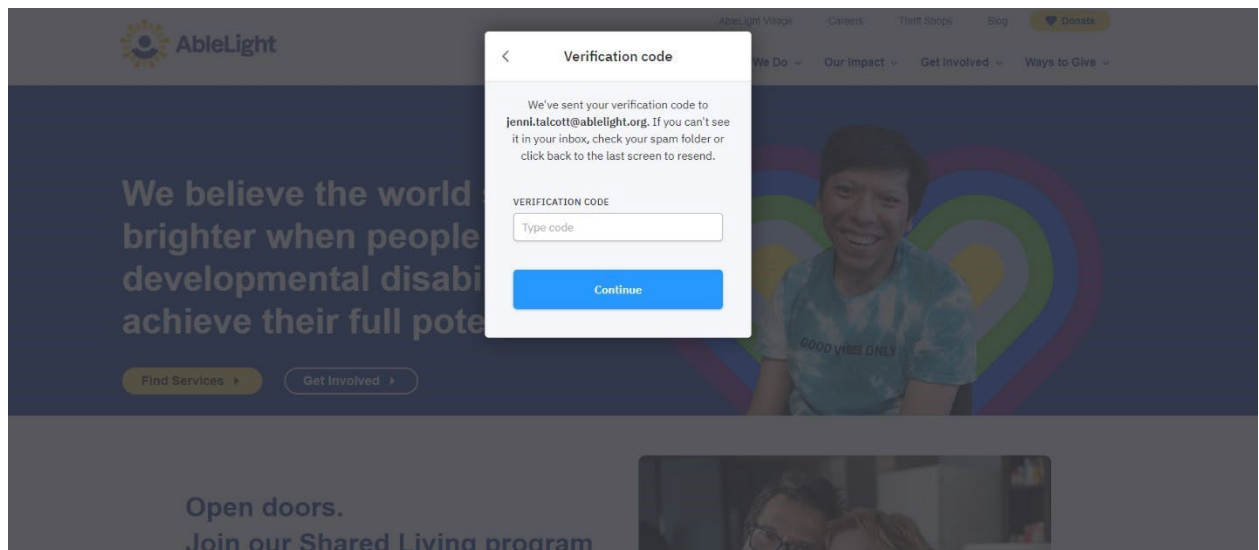 AbleLight Village Careers Thrift Shops Blog Donate
AbleLight
We Do Our Impact Get Involved Ways to Give
Verification code
We've sent your verification code to
jenni.talcott@ablelight.org. If you can't see
it in your inbox, check your spam folder or
click back to the last screen to resend.
VERIFICATION CODE
Type code
Continue
We believe the world
brighter when people
developmental disabi
achieve their full pote
GOOD VIBES ONLY
Find Services
Get Involved
Open doors.
Join our Shared Living program